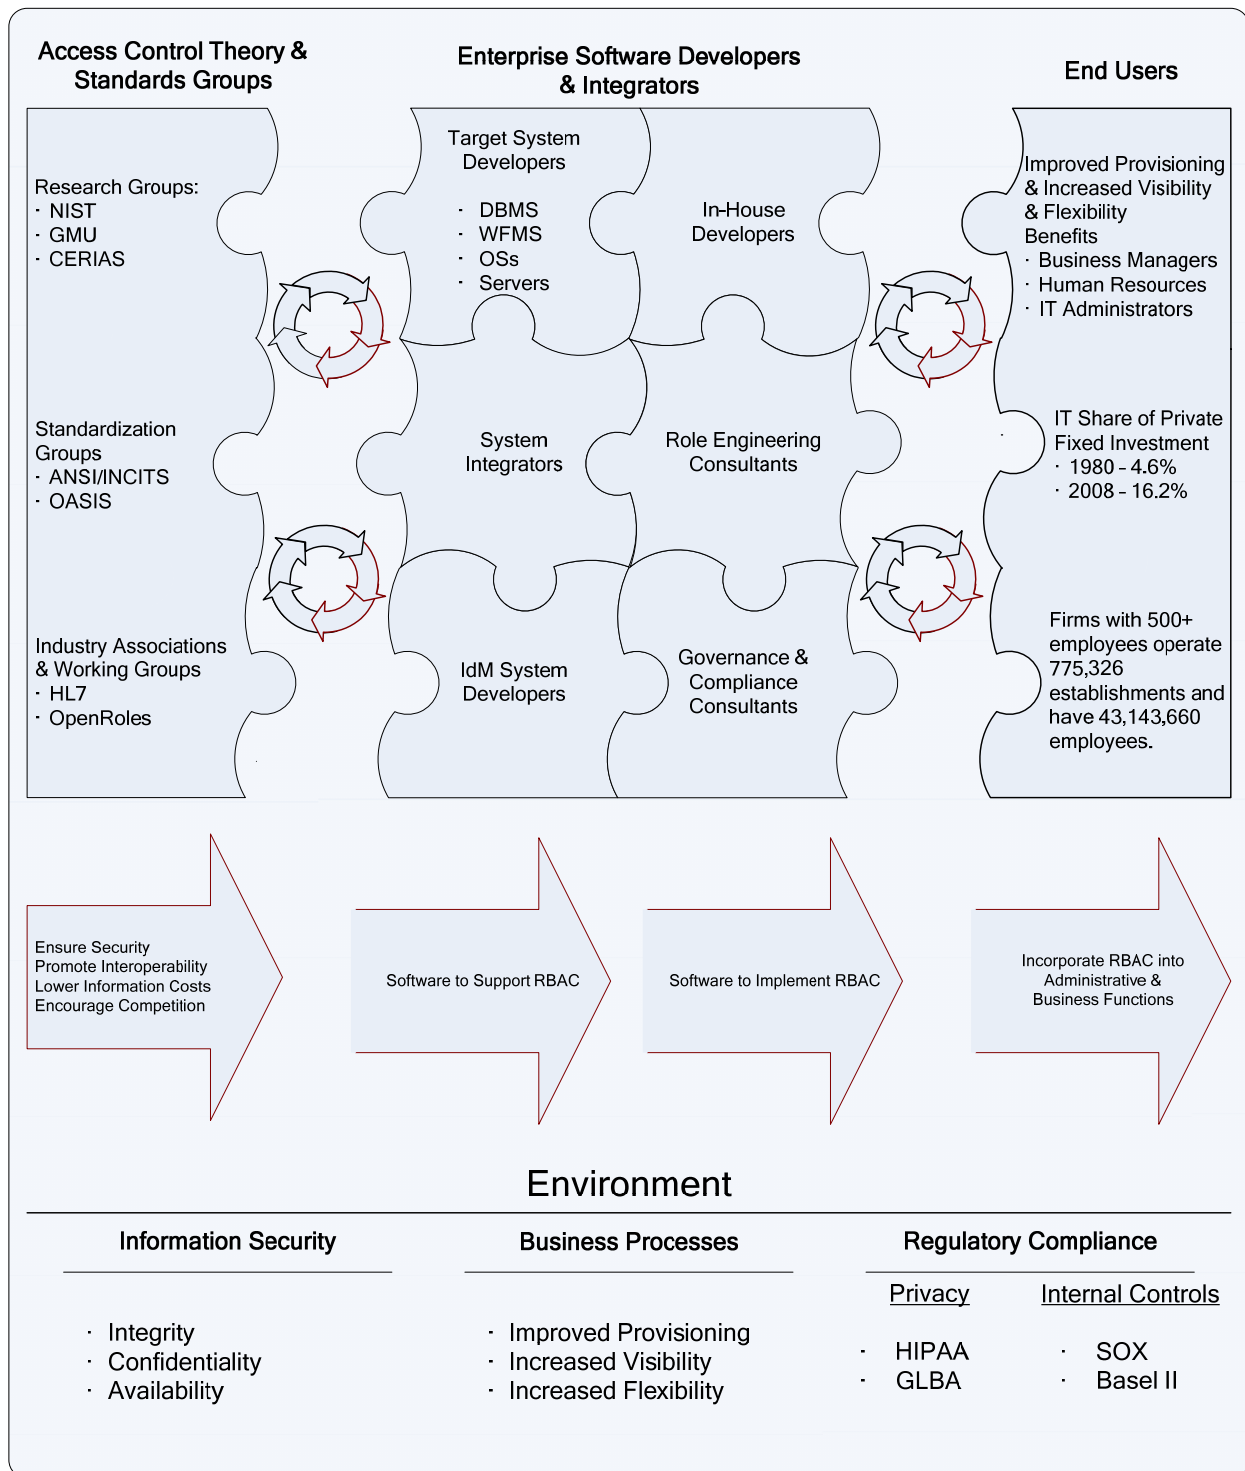 Access Control Theory &
Standards Groups
Enterprise Software Developers
& Integrators
End Users
Research Groups:
· NIST
· GMU
· CERIAS
Standardization
Groups
· ANSI/INCITS
· OASIS
Industry Associations
& Working Groups
· HL7
· OpenRoles
Target System
Developers
· DBMS
· WFMS
· OSs
· Servers
In-House
Developers
System
Integrators
Role Engineering
Consultants
IdM System
Developers
Governance &
Compliance
Consultants
Improved Provisioning
& Increased Visibility
& Flexibility
Benefits
· Business Managers
· Human Resources
· IT Administrators
IT Share of Private
Fixed Investment
· 1980 - 4.6%
· 2008 - 16.2%
Firms with 500+
employees operate
775,326
establishments and
have 43,143,660
employees.
Ensure Security
Promote Interoperability
Lower Information Costs
Encourage Competition
Software to Support RBAC
Software to Implement RBAC
Incorporate RBAC into
Administrative &
Business Functions
Environment
Information Security
· Integrity
· Confidentiality
· Availability
Business Processes
· Improved Provisioning
· Increased Visibility
· Increased Flexibility
Regulatory Compliance
Privacy
· HIPAA
· GLBA
Internal Controls
· SOX
· Basel II